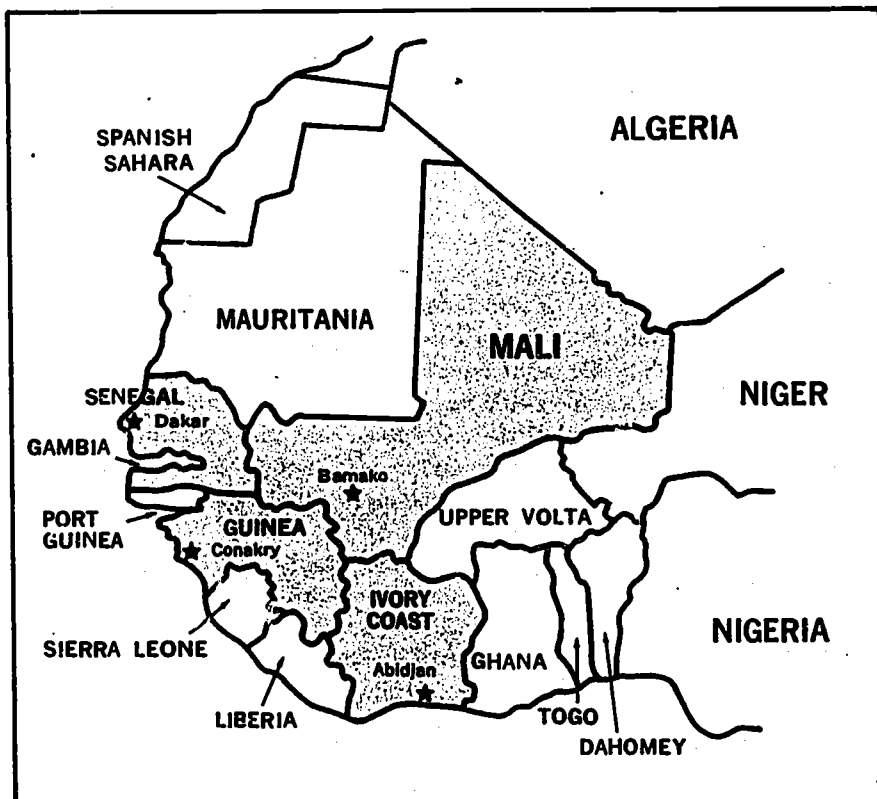 SPANISH
SAHARA
ALGERIA
MAURITANIA
MALI
NIGER
SENEGAL
Dakar
GAMBIA
Bamako
PORT
GUINEA
GUINEA
Conakry
UPPER VOLTA
IVORY
COAST
SIERRA LEONE
GHANA
NIGERIA
Abidjan
LIBERIA
TOGO
DAHOMEY